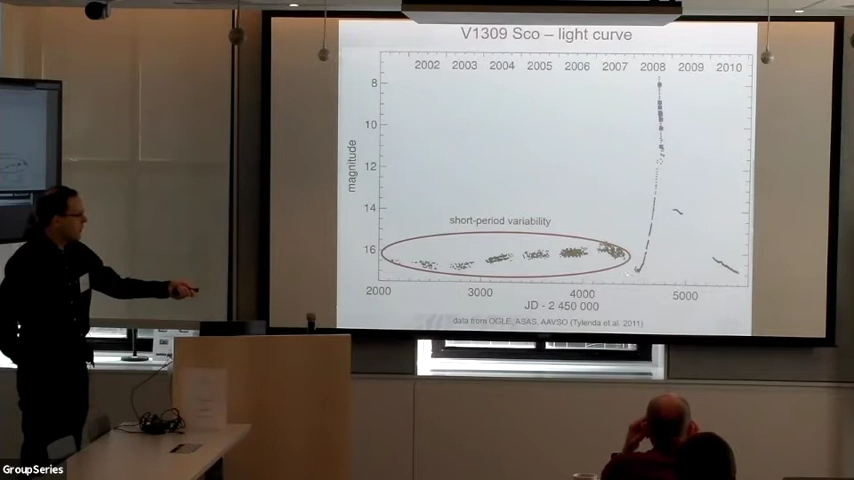 V1309 Sco – light curve
2002 2003 2004 2005 2006 2007 2008 2009 2010
8
10
magnitude
12
14
short-period variability
16
2000 3000 4000 5000
JD - 2 450 000
data from OGLE, ASAS, AAVSO (Tylenda et al. 2011)
GroupSeries